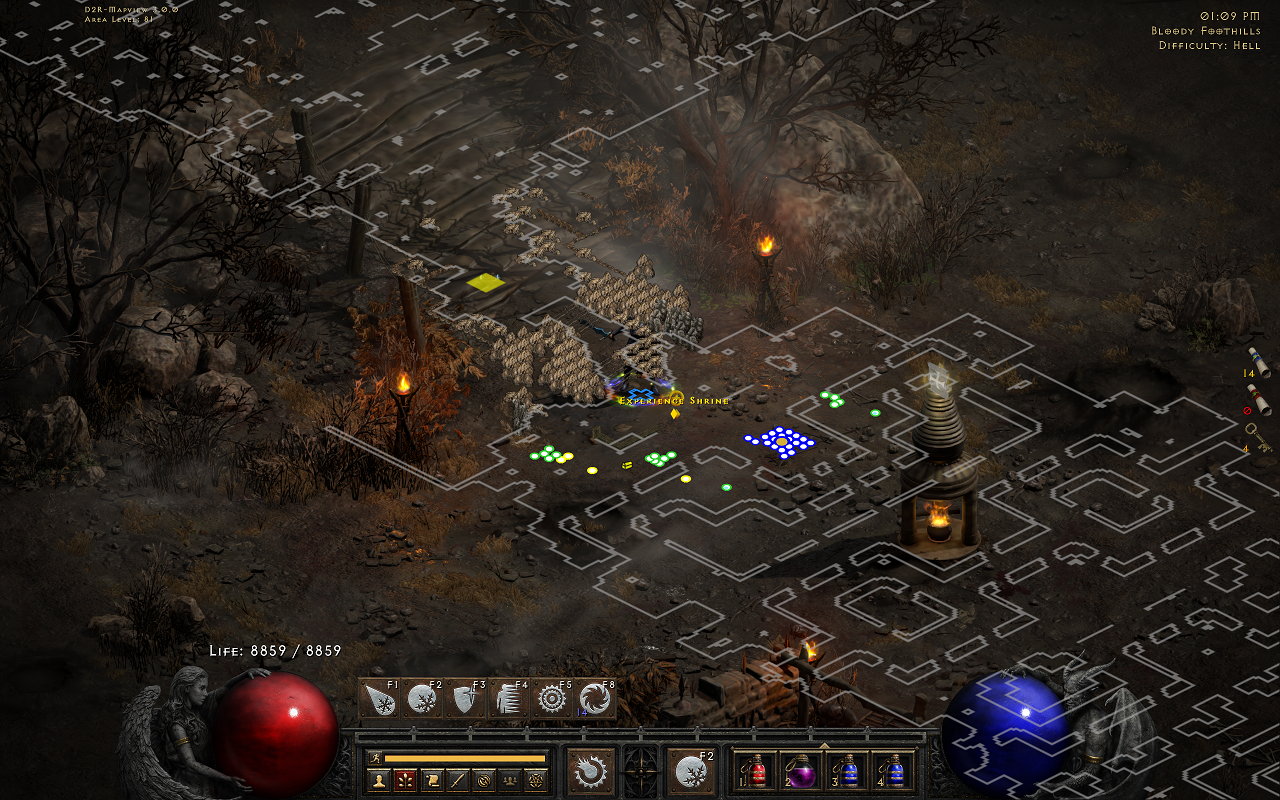 D2R-Mapview 3.0.0
Area Level: 81
01:09 PM
Bloody Foothills
Difficulty: Hell
14
0
4
Experience Shrine
Life: 8859 / 8859
F1 F2 F3 F4 F5 F8
14
F2
1 2 3 4